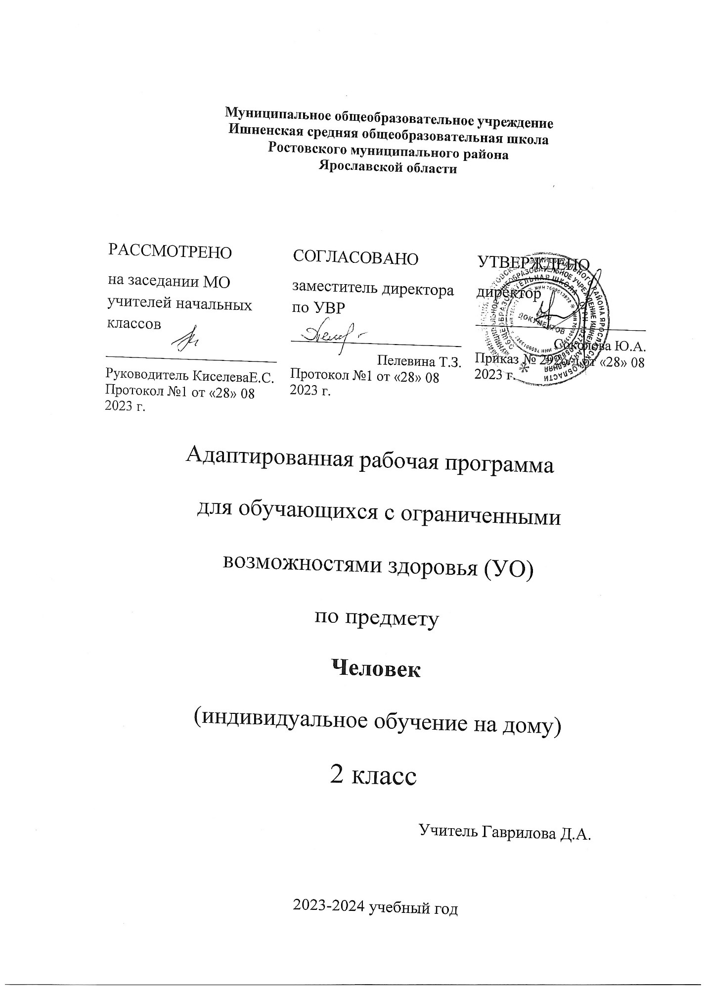 Муниципальное общеобразовательное учреждение
Ишненская средняя общеобразовательная школа
Ростовского муниципального района
Ярославской области
РАССМОТРЕНО
на заседании МО
учителей начальных
классов
Руководитель КиселеваЕ.С.
Протокол №1 от «28» 08
2023 г.
СОГЛАСОВАНО
заместитель директора
по УВР
Пелевина Т.З.
Протокол №1 от «28» 08
2023 г.
УТВЕРЖДЕНО
директор
ДОКУМЕНТОВ
Соколова Ю.А.
Приказ № от «28» 08
2023 г.
Адаптированная рабочая программа
для обучающихся с ограниченными
возможностями здоровья (УО)
по предмету
Человек
(индивидуальное обучение на дому)
2 класс
Учитель Гаврилова Д.А.
2023-2024 учебный год